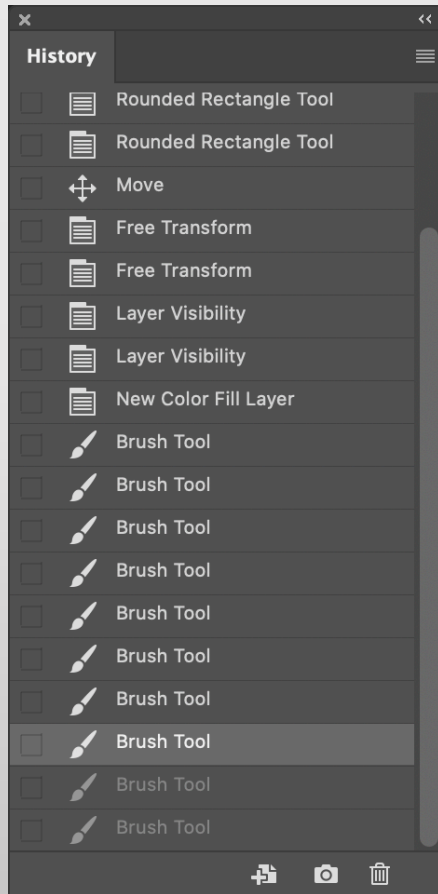 History
Rounded Rectangle Tool
Rounded Rectangle Tool
Move
Free Transform
Free Transform
Layer Visibility
Layer Visibility
New Color Fill Layer
Brush Tool
Brush Tool
Brush Tool
Brush Tool
Brush Tool
Brush Tool
Brush Tool
Brush Tool
Brush Tool
Brush Tool